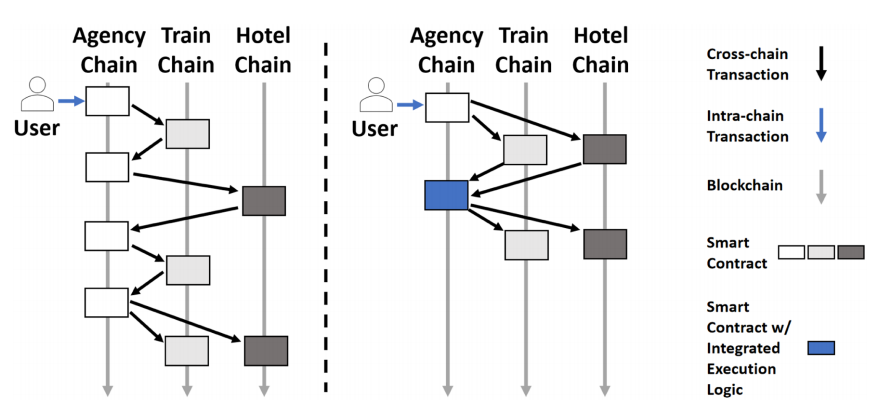 Agency Train Hotel
Chain Chain Chain
User
Agency Train Hotel
Chain Chain Chain
User
Cross-chain
Transaction
Intra-chain
Transaction
Blockchain
Smart
Contract
Smart
Contract w/
Integrated
Execution
Logic